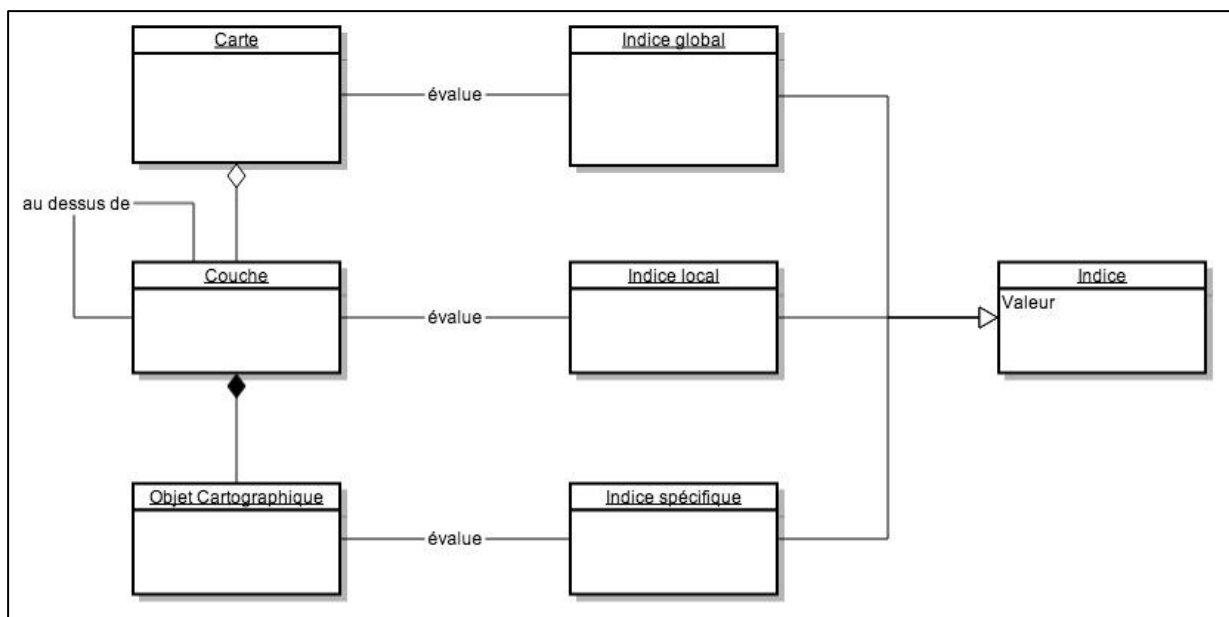 Carte
Indice global
évalue
au dessus de
Couche
Indice local
Indice
évalue
Valeur
Objet Cartographique
Indice spécifique
évalue